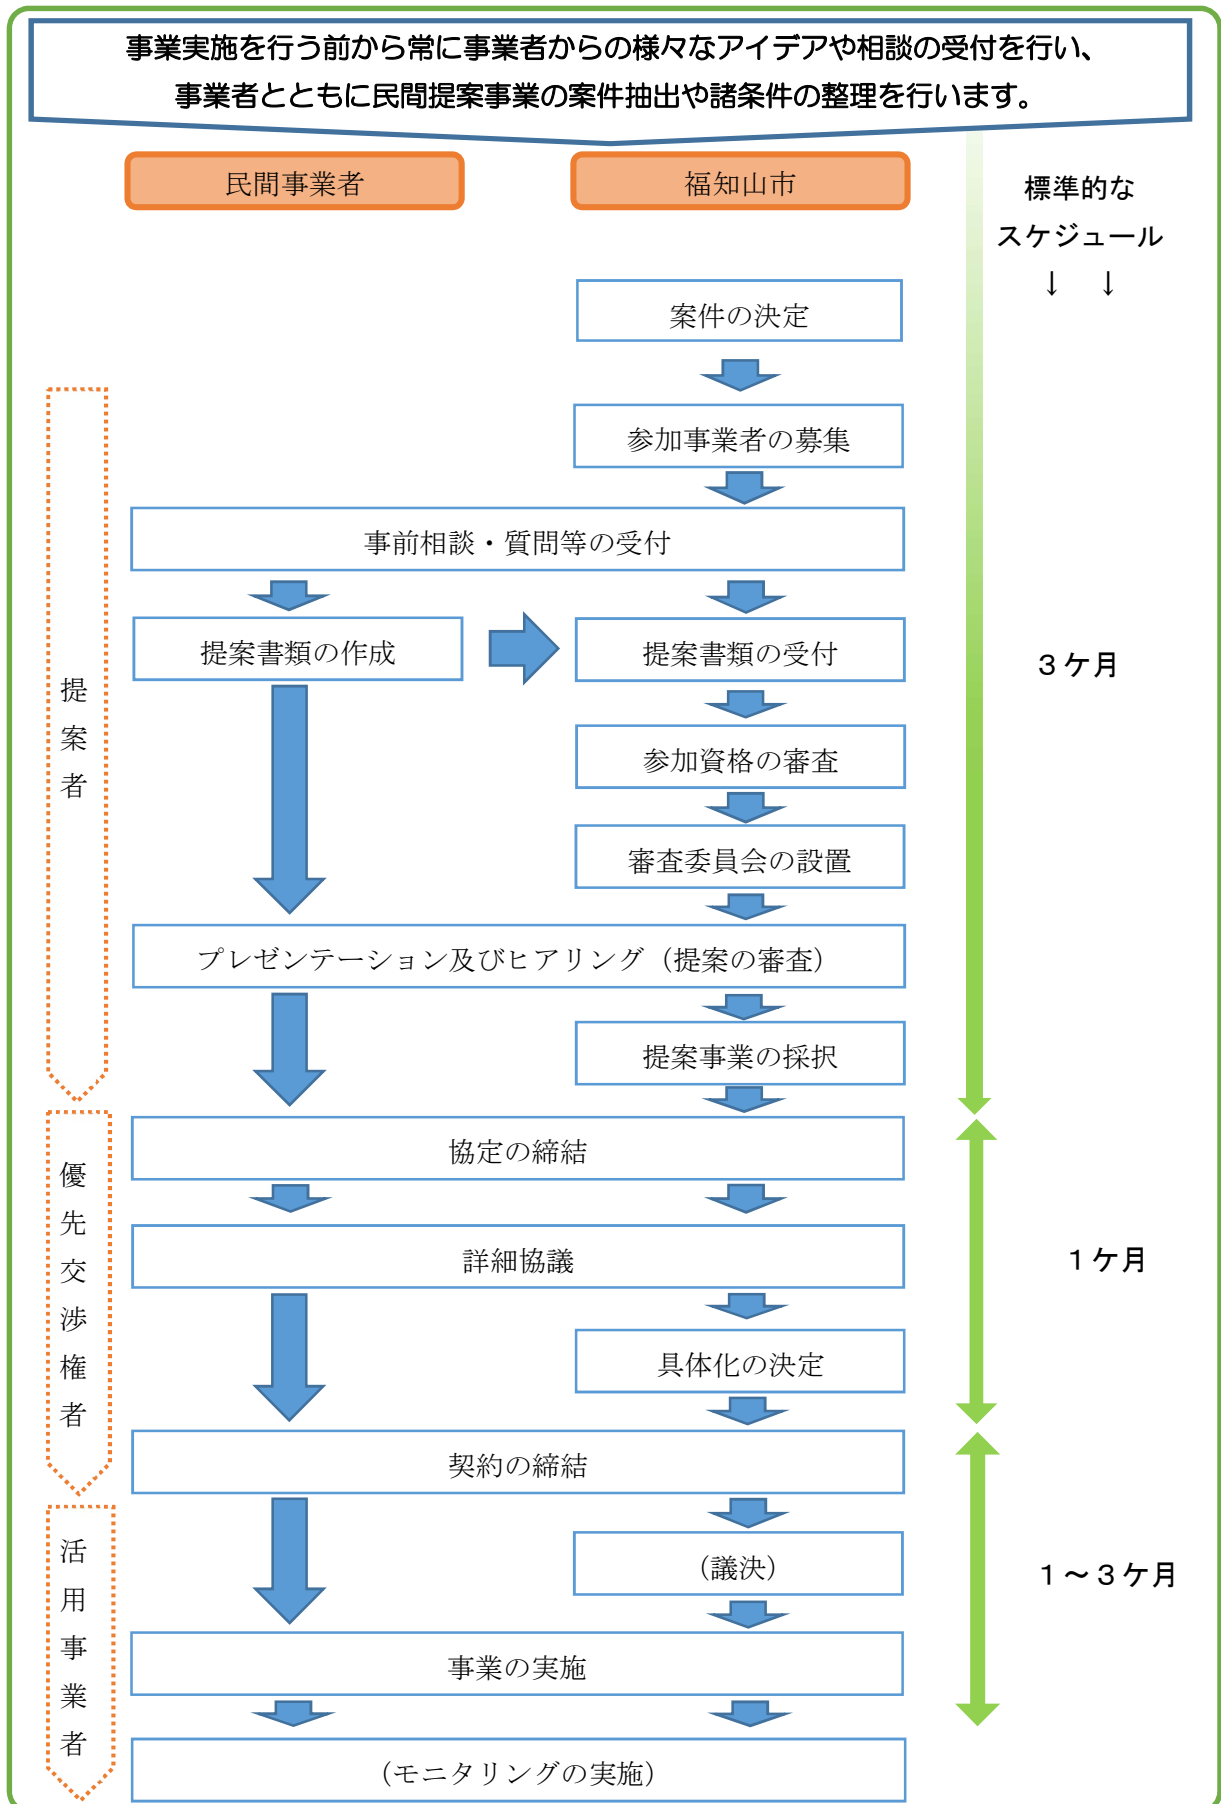 事業実施を行う前から常に事業者からの様々なアイデアや相談の受付を行い、
事業者とともに民間提案事業の案件抽出や諸条件の整理を行います。
民間事業者
福知山市
標準的な
スケジュール
↓ ↓
案件の決定
参加事業者の募集
事前相談・質問等の受付
提案書類の作成
提案書類の受付
参加資格の審査
審査委員会の設置
プレゼンテーション及びヒアリング（提案の審査）
提案事業の採択
提案者
3ケ月
協定の締結
詳細協議
具体化の決定
優先交渉権者
1ケ月
契約の締結
（議決）
事業の実施
（モニタリングの実施）
活用事業者
1～3ケ月